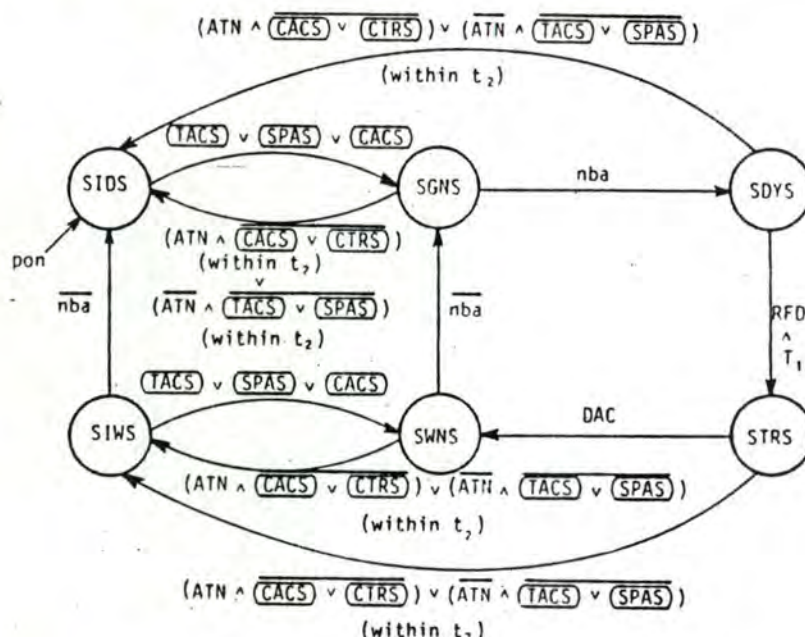 (ATN ∧ (CACS) ∨ (CTRS)) ∨ (ATN ∧ (TACS) ∨ (SPAS))
(within t₂)
(TACS) ∨ (SPAS) ∨ (CACS)
SIDS
SGNS
nba
SDYS
(ATN ∧ (CACS) ∨ (CTRS))
(within t₂)
∨
pon
(ATN ∧ (TACS) ∨ (SPAS))
(within t₂)
nba
nba
RFD
∧
T₁
(TACS) ∨ (SPAS) ∨ (CACS)
DAC
SIWS
SWNS
STRS
(ATN ∧ (CACS) ∨ (CTRS)) ∨ (ATN ∧ (TACS) ∨ (SPAS))
(within t₂)
(ATN ∧ (CACS) ∨ (CTRS)) ∨ (ATN ∧ (TACS) ∨ (SPAS))
(within t₂)